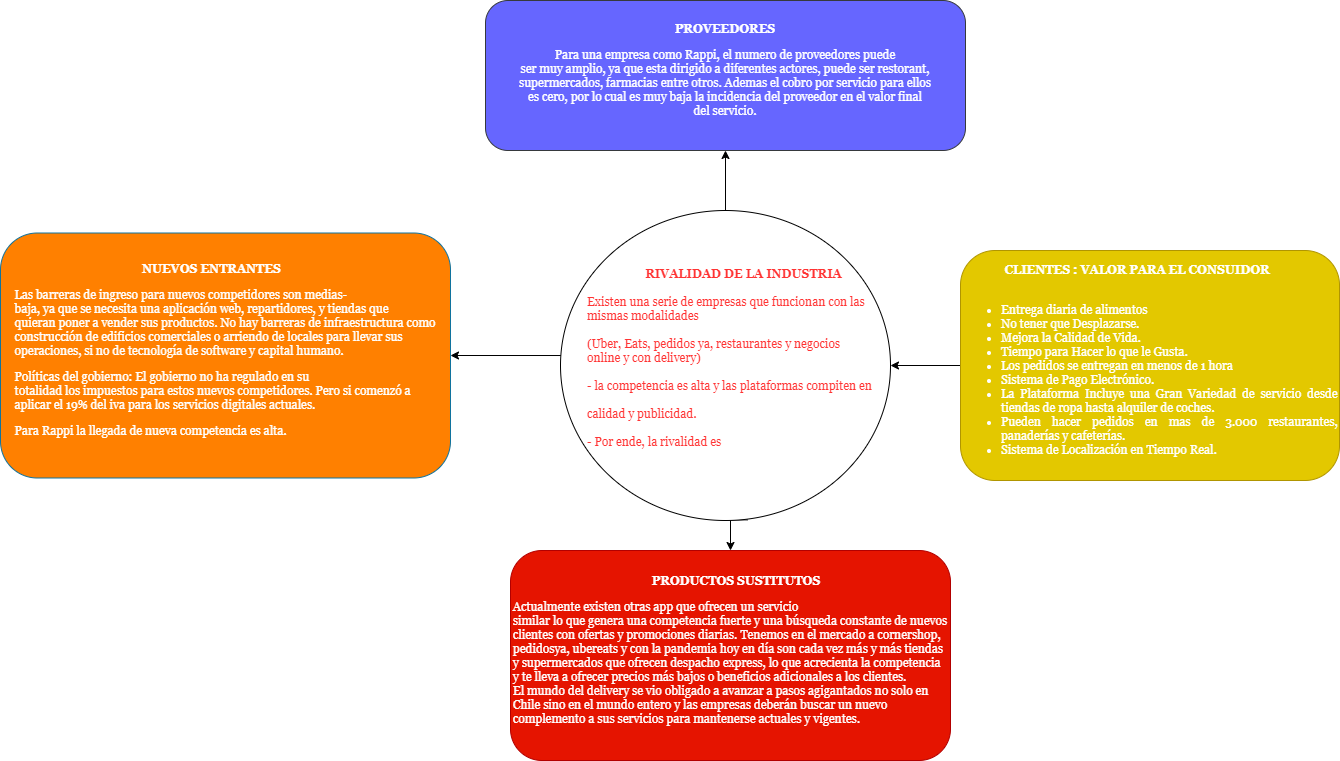 PROVEEDORES
Para una empresa como Rappi, el numero de proveedores puede
ser muy amplio, ya que esta dirigido a diferentes actores, puede ser restorant,
supermercados, farmacias entre otros. Ademas el cobro por servicio para ellos
es cero, por lo cual es muy baja la incidencia del proveedor en el valor final
del servicio.
NUEVOS ENTRANTES
Las barreras de ingreso para nuevos competidores son medias-
baja, ya que se necesita una aplicación web, repartidores, y tiendas que
quieran poner a vender sus productos. No hay barreras de infraestructura como
construcción de edificios comerciales o arriendo de locales para llevar sus
operaciones, si no de tecnología de software y capital humano.
Políticas del gobierno: El gobierno no ha regulado en su
totalidad los impuestos para estos nuevos competidores. Pero si comenzó a
aplicar el 19% del iva para los servicios digitales actuales.
Para Rappi la llegada de nueva competencia es alta.
RIVALIDAD DE LA INDUSTRIA
Existen una serie de empresas que funcionan con las
mismas modalidades
(Uber, Eats, pedidos ya, restaurantes y negocios
online y con delivery)
- la competencia es alta y las plataformas compiten en
calidad y publicidad.
- Por ende, la rivalidad es
CLIENTES : VALOR PARA EL CONSUIDOR
• Entrega diaria de alimentos
• No tener que Desplazarse.
• Mejora la Calidad de Vida.
• Tiempo para Hacer lo que le Gusta.
• Los pedidos se entregan en menos de 1 hora
• Sistema de Pago Electrónico.
• La Plataforma Incluye una Gran Variedad de servicio desde
tiendas de ropa hasta alquiler de coches.
• Pueden hacer pedidos en mas de 3.000 restaurantes,
panaderías y cafeterías.
• Sistema de Localización en Tiempo Real.
PRODUCTOS SUSTITUTOS
Actualmente existen otras app que ofrecen un servicio
similar lo que genera una competencia fuerte y una búsqueda constante de nuevos
clientes con ofertas y promociones diarias. Tenemos en el mercado a cornershop,
pedidosya, ubereats y con la pandemia hoy en día son cada vez más y más tiendas
y supermercados que ofrecen despacho express, lo que acrecienta la competencia
y te lleva a ofrecer precios más bajos o beneficios adicionales a los clientes.
El mundo del delivery se vio obligado a avanzar a pasos agigantados no solo en
Chile sino en el mundo entero y las empresas deberán buscar un nuevo
complemento a sus servicios para mantenerse actuales y vigentes.